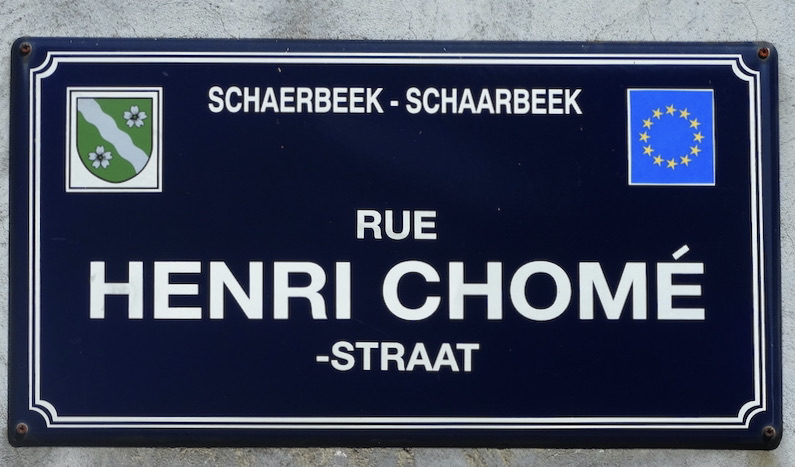 SCHAERBEEK - SCHAARBEEK
RUE
HENRI CHOMÉ
-STRAAT